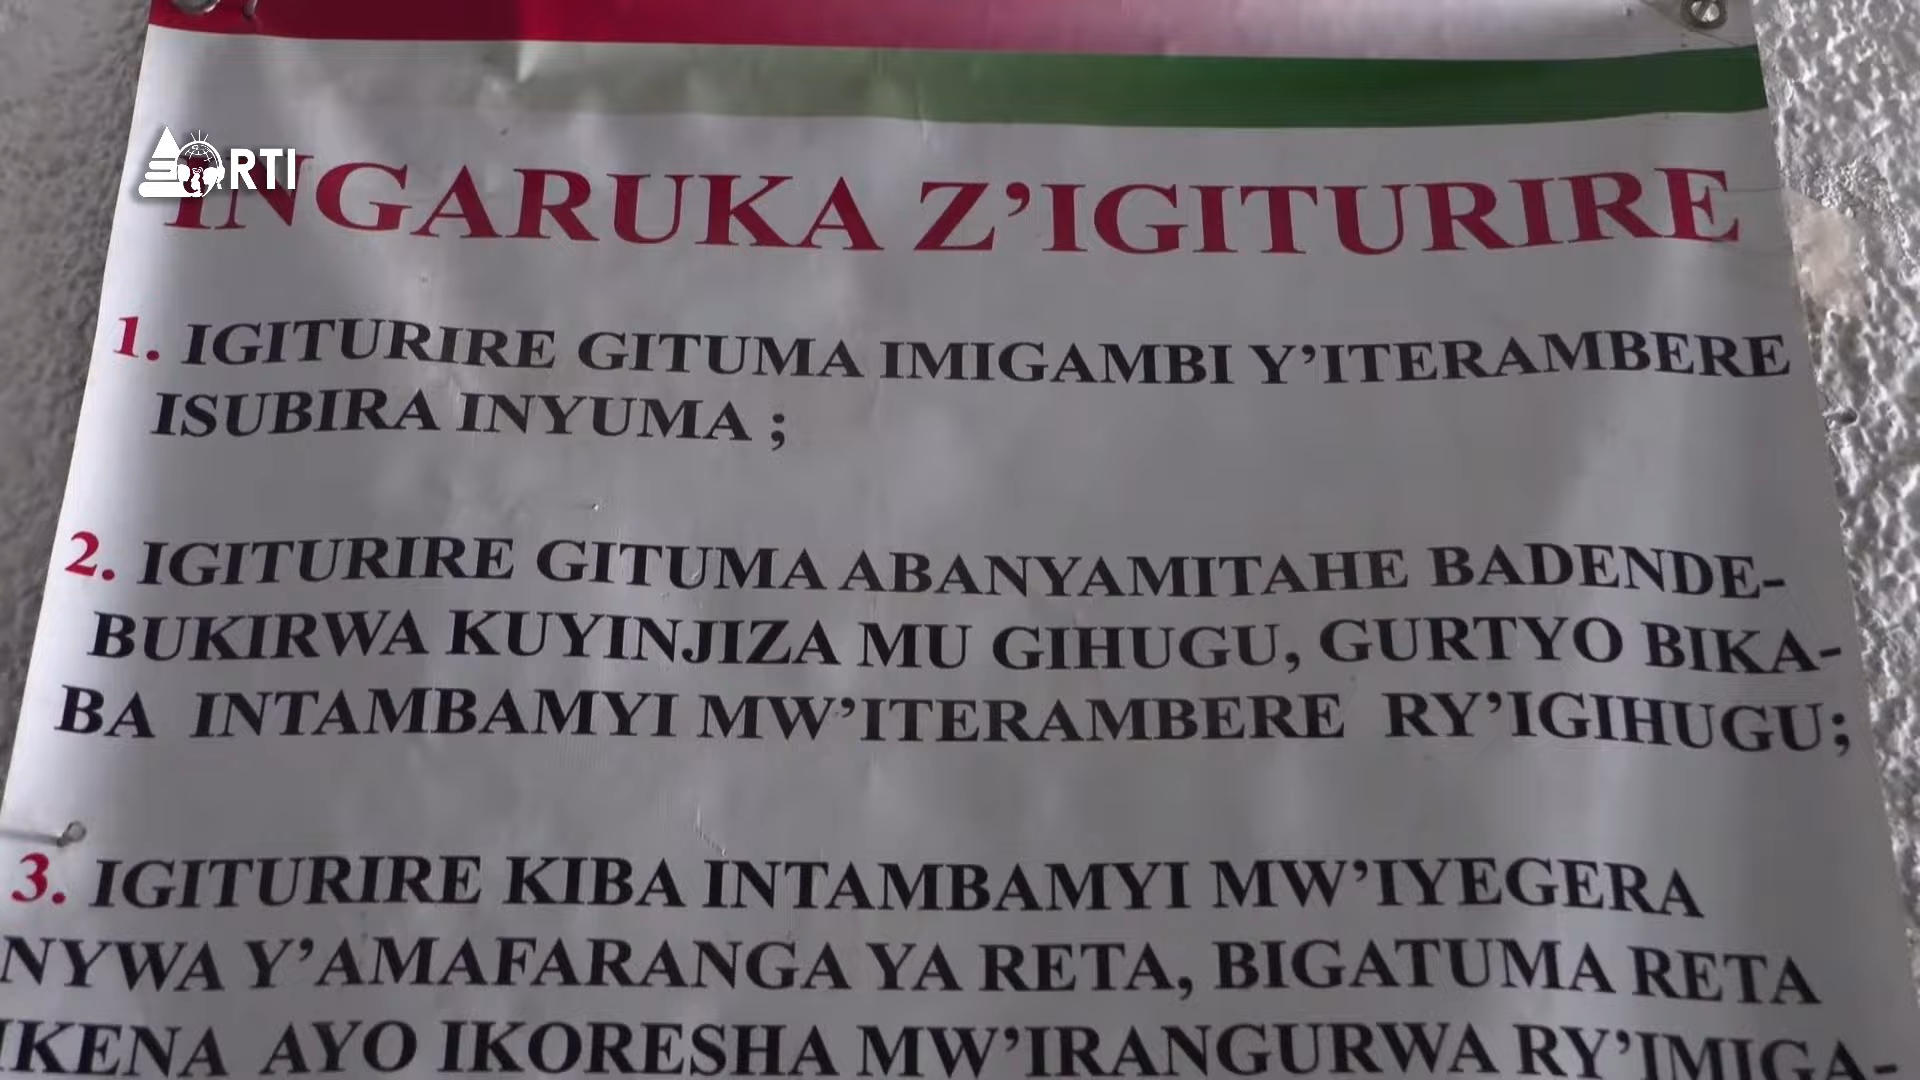 RTI
INGARUKA Z’IGITURIRE
1. IGITURIRE GITUMA IMIGAMBI Y’ITERAMBERE
ISUBIRA INYUMA ;
2. IGITURIRE GITUMA ABANYAMITAHE BADENDE-
BUKIRWA KUYINJIZA MU GIHUGU, GURTYO BIKA-
BA INTAMBAMYI MW’ITERAMBERE RY’IGIHUGU;
3. IGITURIRE KIBA INTAMBAMYI MW’IYEGERA
NYWA Y’AMAFARANGA YA RETA, BIGATUMA RETA
IKENA AYO IKORESHA MW’IRANGURWA RY’IMIGA-